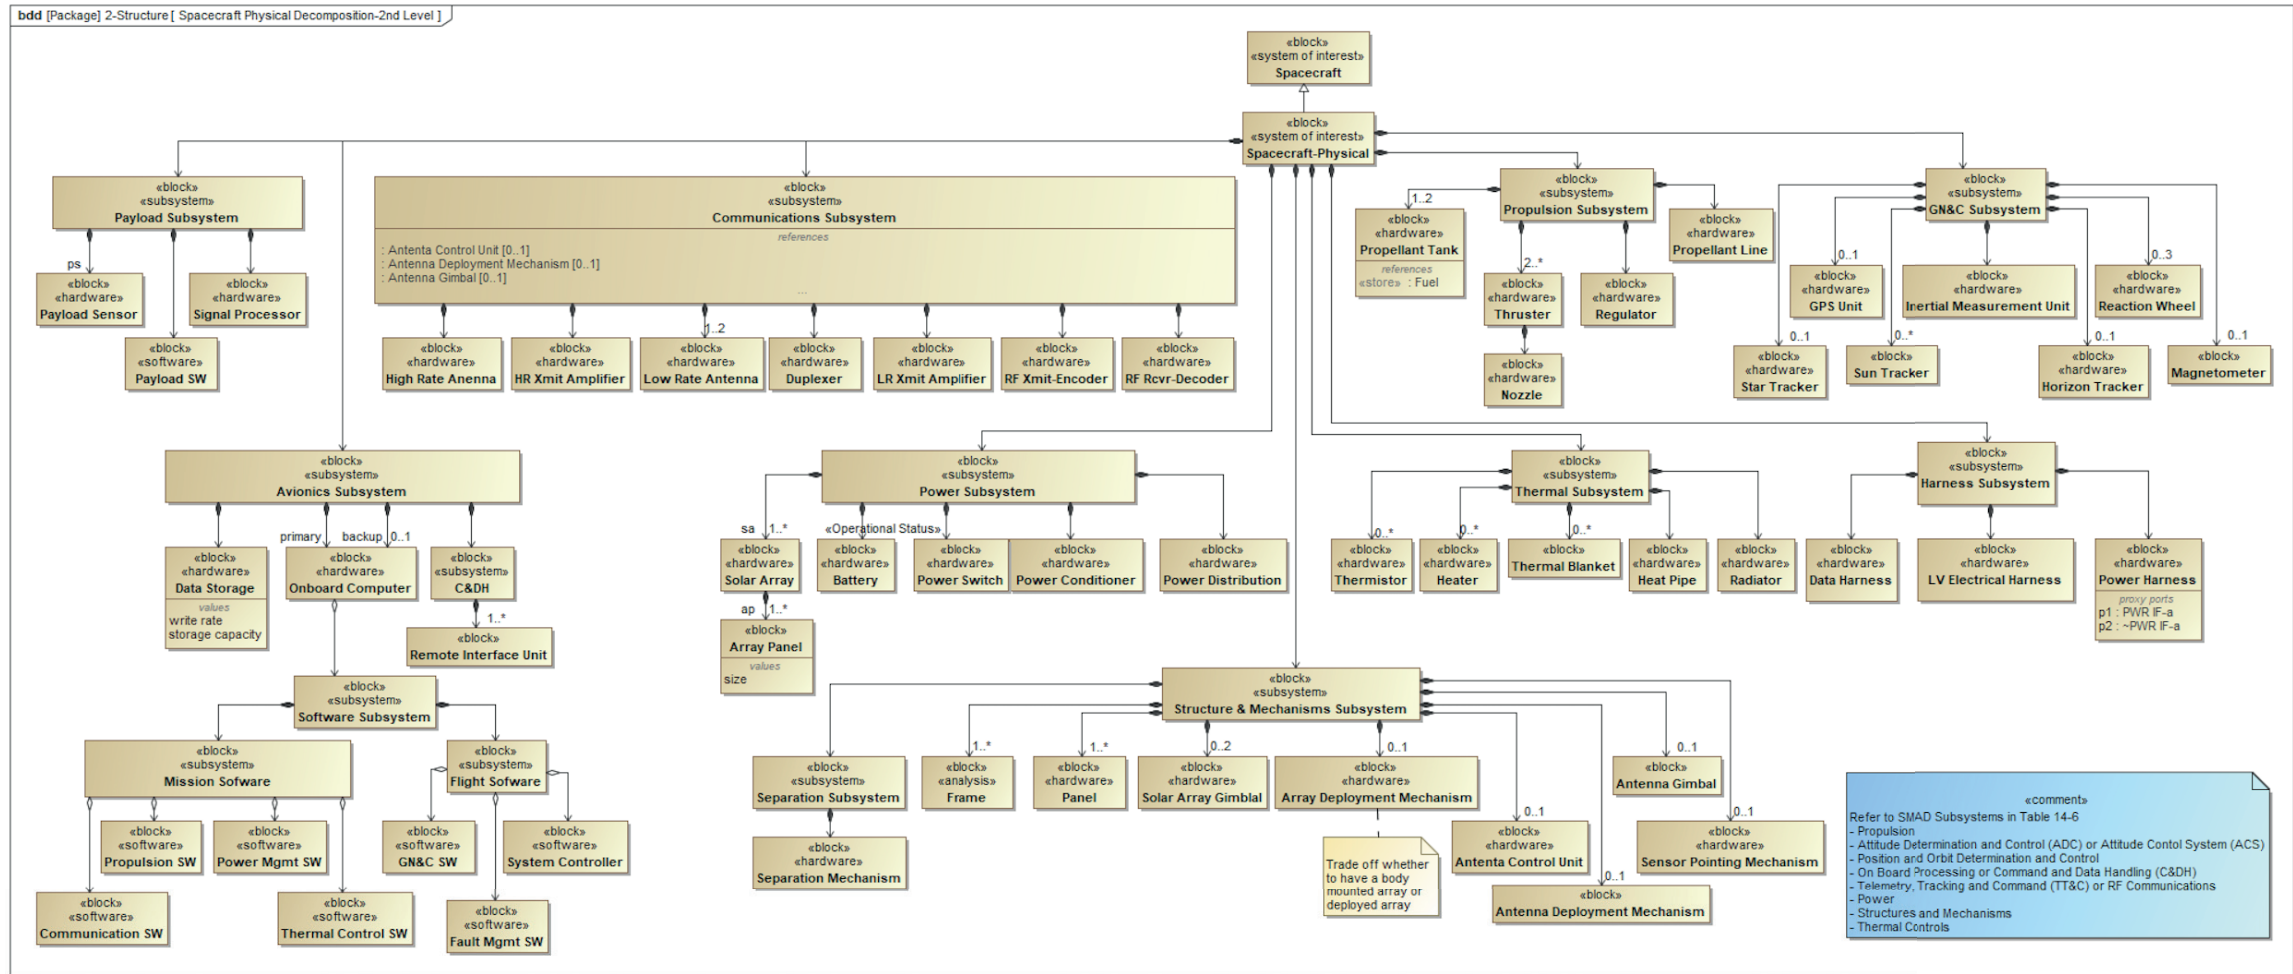 bdd [Package] 2-Structure [ Spacecraft Physical Decomposition-2nd Level ]
«block»
«system of interest»
Spacecraft
«block»
«system of interest»
Spacecraft-Physical
«block»
«subsystem»
Payload Subsystem
ps
«block»
«hardware»
Payload Sensor
«block»
«software»
Payload SW
«block»
«hardware»
Signal Processor
«block»
«subsystem»
Communications Subsystem
references
: Antenta Control Unit [0..1]
: Antenna Deployment Mechanism [0..1]
: Antenna Gimbal [0..1]
...
«block»
«hardware»
High Rate Anenna
«block»
«hardware»
HR Xmit Amplifier
1..2
«block»
«hardware»
Low Rate Antenna
«block»
«hardware»
Duplexer
«block»
«hardware»
LR Xmit Amplifier
«block»
«hardware»
RF Xmit-Encoder
«block»
«hardware»
RF Rcvr-Decoder
«block»
«subsystem»
Propulsion Subsystem
1..2
«block»
«hardware»
Propellant Tank
references
«store» : Fuel
2..*
«block»
«hardware»
Thruster
«block»
«hardware»
Nozzle
«block»
«hardware»
Regulator
«block»
«hardware»
Propellant Line
«block»
«subsystem»
GN&C Subsystem
0..1
«block»
«hardware»
GPS Unit
«block»
«hardware»
Inertial Measurement Unit
0..3
«block»
«hardware»
Reaction Wheel
0..1
«block»
«hardware»
Star Tracker
0..*
«block»
Sun Tracker
0..1
«block»
«hardware»
Horizon Tracker
0..1
«block»
Magnetometer
«block»
«subsystem»
Avionics Subsystem
«block»
«hardware»
Data Storage
values
write rate
storage capacity
primary
backup 0..1
«block»
«hardware»
Onboard Computer
«block»
«subsystem»
C&DH
1..*
«block»
Remote Interface Unit
«block»
«subsystem»
Software Subsystem
«block»
«subsystem»
Mission Sofware
«block»
«software»
Propulsion SW
«block»
«software»
Power Mgmt SW
«block»
«software»
Communication SW
«block»
«software»
Thermal Control SW
«block»
«subsystem»
Flight Sofware
«block»
«software»
GN&C SW
«block»
«software»
System Controller
«block»
«software»
Fault Mgmt SW
«block»
«subsystem»
Power Subsystem
sa 1..*
«block»
«hardware»
Solar Array
ap 1..*
«block»
Array Panel
values
size
«Operational Status»
«block»
«hardware»
Battery
«block»
«hardware»
Power Switch
«block»
«hardware»
Power Conditioner
«block»
«hardware»
Power Distribution
«block»
«subsystem»
Thermal Subsystem
0..*
«block»
«hardware»
Thermistor
0..*
«block»
«hardware»
Heater
0..*
«block»
Thermal Blanket
«block»
«hardware»
Heat Pipe
«block»
«hardware»
Radiator
«block»
«subsystem»
Harness Subsystem
«block»
«hardware»
Data Harness
«block»
«hardware»
LV Electrical Harness
«block»
«hardware»
Power Harness
proxy ports
p1 : PWR IF-a
p2 : ~PWR IF-a
«block»
«subsystem»
Structure & Mechanisms Subsystem
«block»
«subsystem»
Separation Subsystem
«block»
«hardware»
Separation Mechanism
1..*
«block»
«analysis»
Frame
1..*
«block»
«hardware»
Panel
0..2
«block»
«hardware»
Solar Array Gimblal
0..1
«block»
«hardware»
Array Deployment Mechanism
Trade off whether
to have a body
mounted array or
deployed array
0..1
«block»
«hardware»
Antenta Control Unit
0..1
«block»
Antenna Deployment Mechanism
0..1
«block»
Antenna Gimbal
0..1
«block»
«hardware»
Sensor Pointing Mechanism
«comment»
Refer to SMAD Subsystems in Table 14-6
- Propulsion
- Attitude Determination and Control (ADC) or Attitude Contol System (ACS)
- Position and Orbit Determination and Control
- On Board Processing or Command and Data Handling (C&DH)
- Telemetry, Tracking and Command (TT&C) or RF Communications
- Power
- Structures and Mechanisms
- Thermal Controls